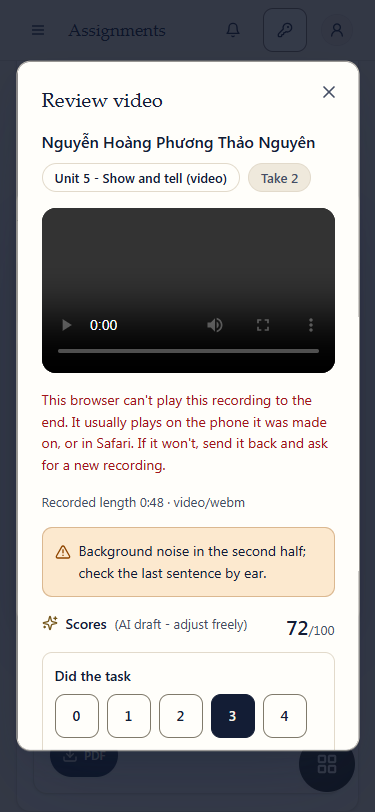 Assignments
Review video
Nguyễn Hoàng Phương Thảo Nguyên
Unit 5 - Show and tell (video)
Take 2
0:00
This browser can't play this recording to the
end. It usually plays on the phone it was made
on, or in Safari. If it won't, send it back and ask
for a new recording.
Recorded length 0:48 · video/webm
Background noise in the second half;
check the last sentence by ear.
Scores (AI draft - adjust freely) 72/100
Did the task
0 1 2 3 4
PDF